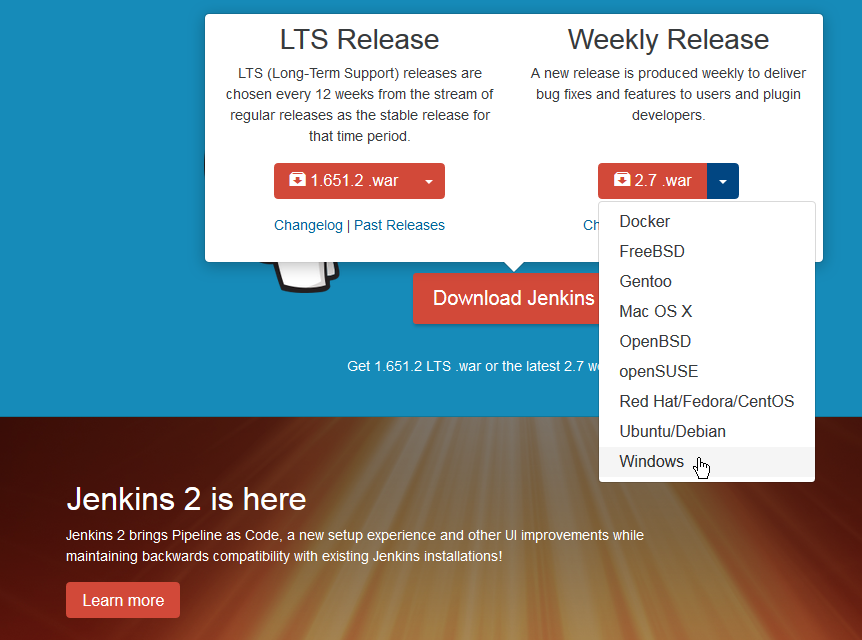 LTS Release
LTS (Long-Term Support) releases are
chosen every 12 weeks from the stream of
regular releases as the stable release for
that time period.
1.651.2 .war
Changelog | Past Releases
Weekly Release
A new release is produced weekly to deliver
bug fixes and features to users and plugin
developers.
2.7 .war
Docker
FreeBSD
Gentoo
Mac OS X
OpenBSD
openSUSE
Red Hat/Fedora/CentOS
Ubuntu/Debian
Windows
Download Jenkins
Get 1.651.2 LTS .war or the latest 2.7
Jenkins 2 is here
Jenkins 2 brings Pipeline as Code, a new setup experience and other UI improvements while
maintaining backwards compatibility with existing Jenkins installations!
Learn more